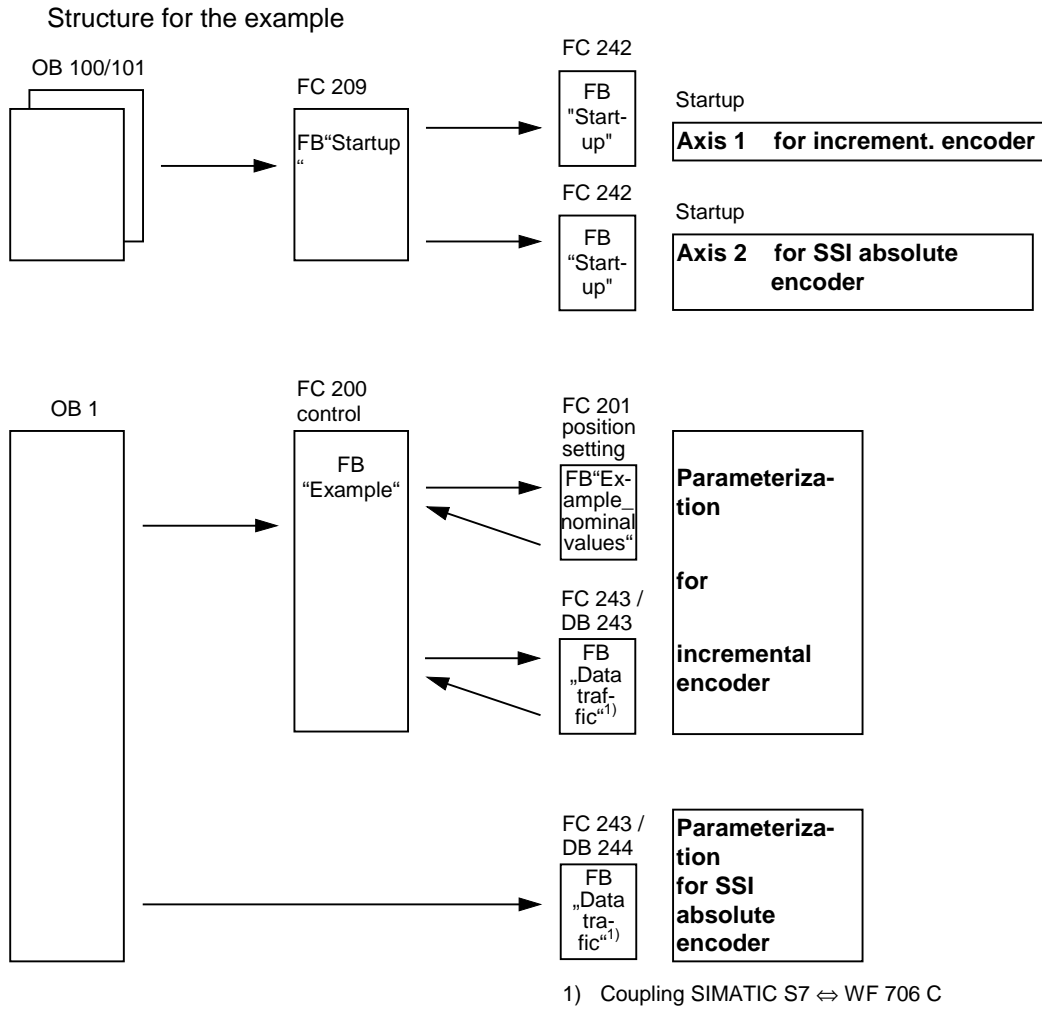 Structure for the example
OB 100/101
FC 209
FB“Startup
“
FC 242
FB
"Start-
up"
Startup
Axis 1 for increment. encoder
FC 242
FB
“Start-
up"
Startup
Axis 2 for SSI absolute
encoder
OB 1
FC 200
control
FB
“Example“
FC 201
position
setting
FB“Ex-
ample_
nominal
values“
FC 243 /
DB 243
FB
„Data
traf-
fic“1)
Parameteriza-
tion
for
incremental
encoder
FC 243 /
DB 244
FB
„Data
tra-
fic“1)
Parameteriza-
tion
for SSI
absolute
encoder
1) Coupling SIMATIC S7 ⇔ WF 706 C